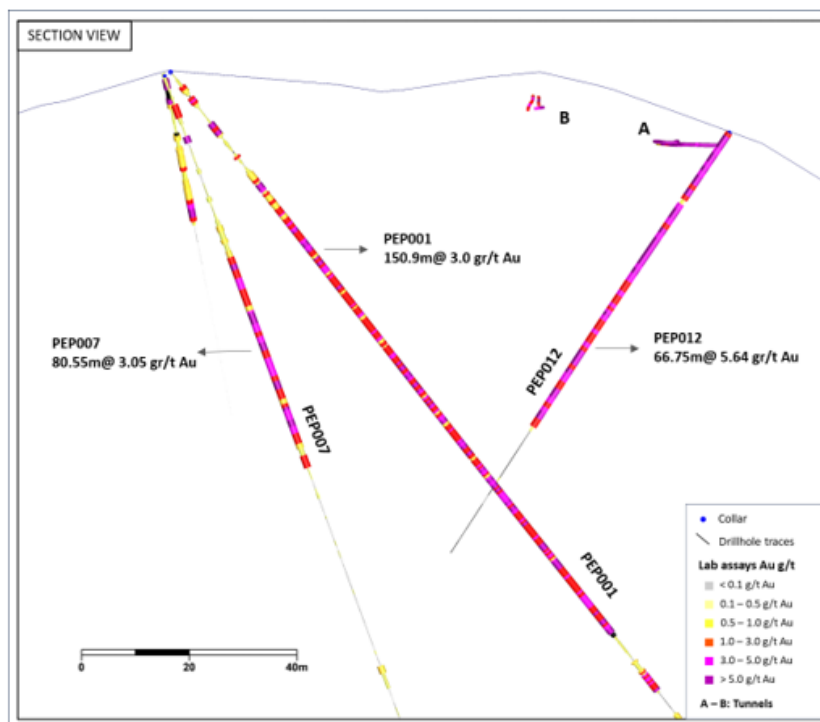 SECTION VIEW
B
A
PEP001
150.9m@ 3.0 gr/t Au
PEP007
80.55m@ 3.05 gr/t Au
PEP012
66.75m@ 5.64 gr/t Au
PEP012
PEP007
PEP001
0 20 40m
Collar
Drillhole traces
Lab assays Au g/t
< 0.1 g/t Au
0.1 – 0.5 g/t Au
0.5 – 1.0 g/t Au
1.0 – 3.0 g/t Au
3.0 – 5.0 g/t Au
> 5.0 g/t Au
A – B: Tunnels